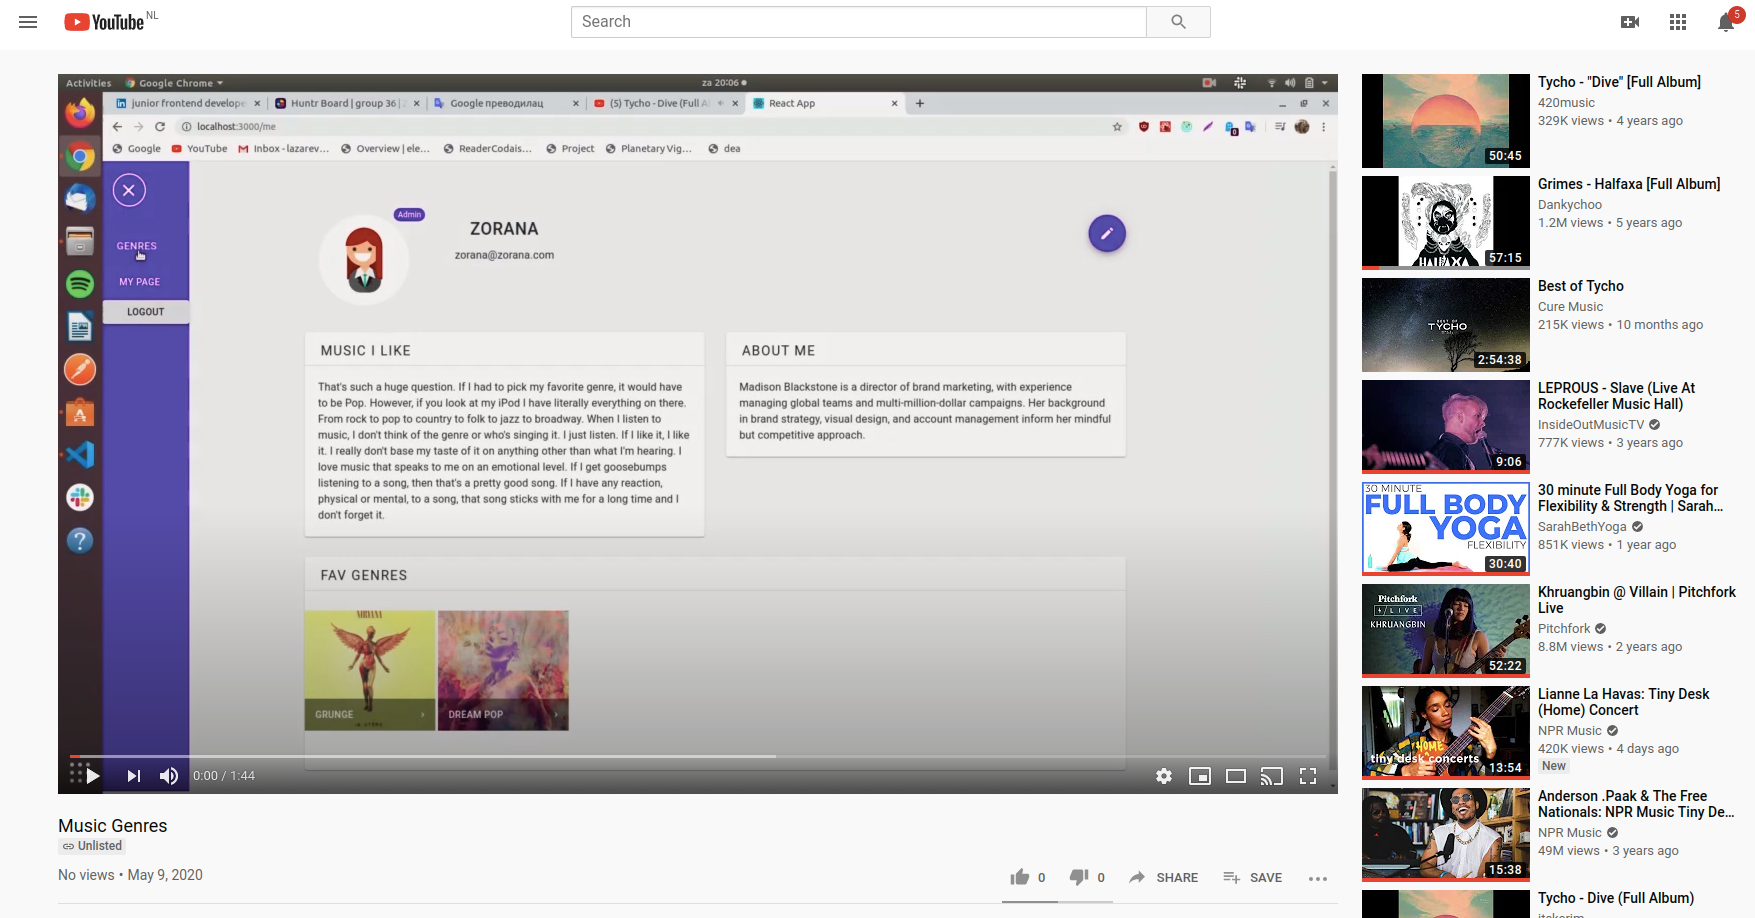 YouTube NL
Search
5
Activities Google Chrome za 20:06
junior frontend develope
Huntr Board | group 36 |
Google преводилац
(5) Tycho - Dive (Full Al
React App
localhost:3000/me
Google
YouTube
Inbox - lazarev...
Overview | ele...
ReaderCodais...
Project
Planetary Vig...
dea
GENRES
MY PAGE
LOGOUT
Admin
ZORANA
zorana@zorana.com
MUSIC I LIKE
That's such a huge question. If I had to pick my favorite genre, it would have
to be Pop. However, if you look at my iPod I have literally everything on there.
From rock to pop to country to folk to jazz to broadway. When I listen to
music, I don't think of the genre or who's singing it. I just listen. If I like it, I like
it. I really don't base my taste of it on anything other than what I'm hearing. I
love music that speaks to me on an emotional level. If I get goosebumps
listening to a song, then that's a pretty good song. If I have any reaction,
physical or mental, to a song, that song sticks with me for a long time and I
don't forget it.
ABOUT ME
Madison Blackstone is a director of brand marketing, with experience
managing global teams and multi-million-dollar campaigns. Her background
in brand strategy, visual design, and account management inform her mindful
but competitive approach.
FAV GENRES
NIRVANA
GRUNGE
DREAM POP
0:00 / 1:44
Music Genres
Unlisted
No views • May 9, 2020
0
0
SHARE
SAVE
50:45
Tycho - "Dive" [Full Album]
420music
329K views • 4 years ago
HALFAXA
57:15
Grimes - Halfaxa [Full Album]
Dankychoo
1.2M views • 5 years ago
BEST OF
TYCHO
2:54:38
Best of Tycho
Cure Music
215K views • 10 months ago
9:06
LEPROUS - Slave (Live At
Rockefeller Music Hall)
InsideOutMusicTV
777K views • 3 years ago
30 MINUTE
FULL BODY
YOGA
FLEXIBILITY
30:40
30 minute Full Body Yoga for
Flexibility & Strength | Sarah...
SarahBethYoga
851K views • 1 year ago
Pitchfork
LIVE
KHRUANGBIN
52:22
Khruangbin @ Villain | Pitchfork
Live
Pitchfork
8.8M views • 2 years ago
HOME
tiny desk concerts
13:54
Lianne La Havas: Tiny Desk
(Home) Concert
NPR Music
420K views • 4 days ago
New
15:38
Anderson .Paak & The Free
Nationals: NPR Music Tiny De...
NPR Music
49M views • 3 years ago
Tycho - Dive (Full Album)